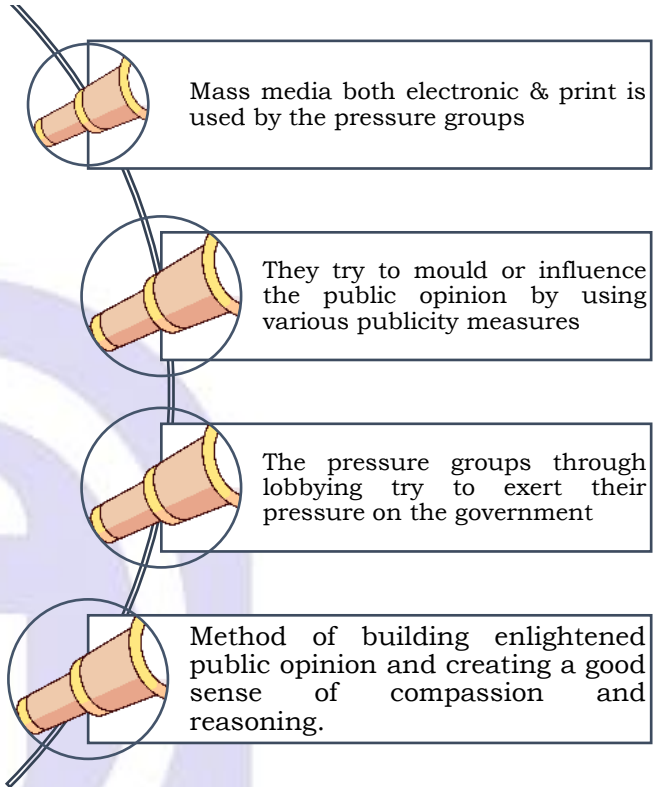 Mass media both electronic & print is
used by the pressure groups
They try to mould or influence
the public opinion by using
various publicity measures
The pressure groups through
lobbying try to exert their
pressure on the government
Method of building enlightened
public opinion and creating a good
sense of compassion and
reasoning.